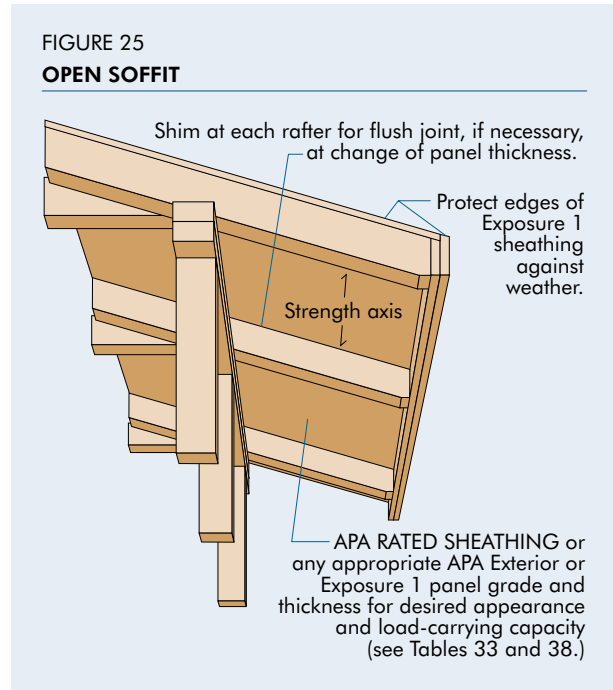 FIGURE 25
OPEN SOFFIT
Shim at each rafter for flush joint, if necessary,
at change of panel thickness.
Protect edges of
Exposure 1
sheathing
against
weather.
Strength axis
APA RATED SHEATHING or
any appropriate APA Exterior or
Exposure 1 panel grade and
thickness for desired appearance
and load-carrying capacity
(see Tables 33 and 38.)